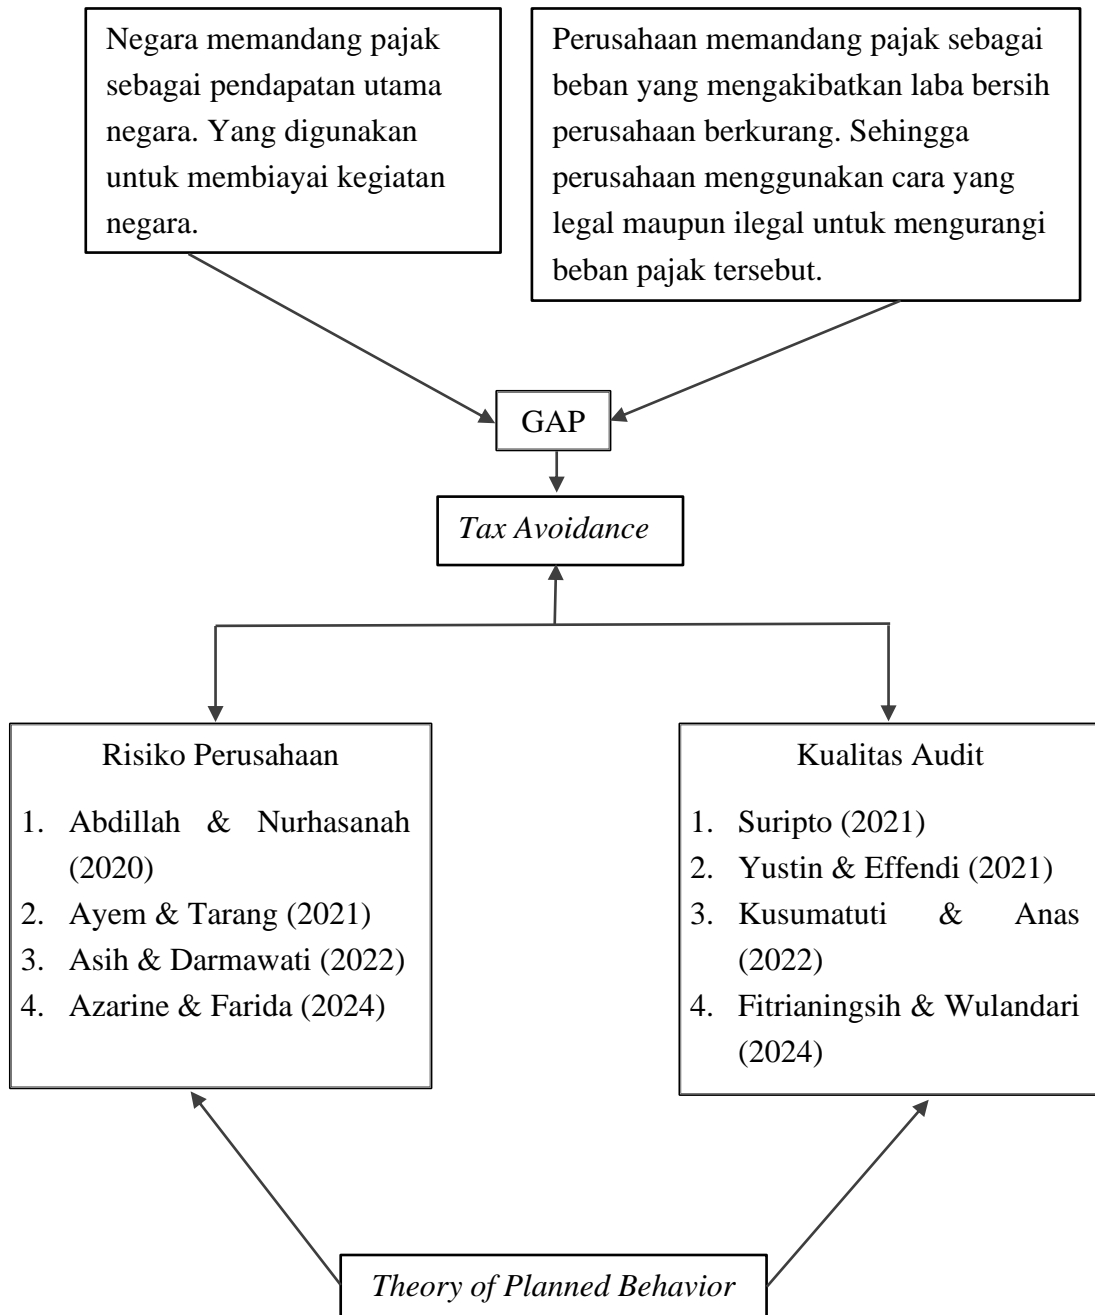 Negara memandang pajak
sebagai pendapatan utama
negara. Yang digunakan
untuk membiayai kegiatan
negara.
Perusahaan memandang pajak sebagai
beban yang mengakibatkan laba bersih
perusahaan berkurang. Sehingga
perusahaan menggunakan cara yang
legal maupun ilegal untuk mengurangi
beban pajak tersebut.
GAP
Tax Avoidance
Risiko Perusahaan
1. Abdillah & Nurhasanah
(2020)
2. Ayem & Tarang (2021)
3. Asih & Darmawati (2022)
4. Azarine & Farida (2024)
Kualitas Audit
1. Suripto (2021)
2. Yustin & Effendi (2021)
3. Kusumatuti & Anas
(2022)
4. Fitrianingsih & Wulandari
(2024)
Theory of Planned Behavior